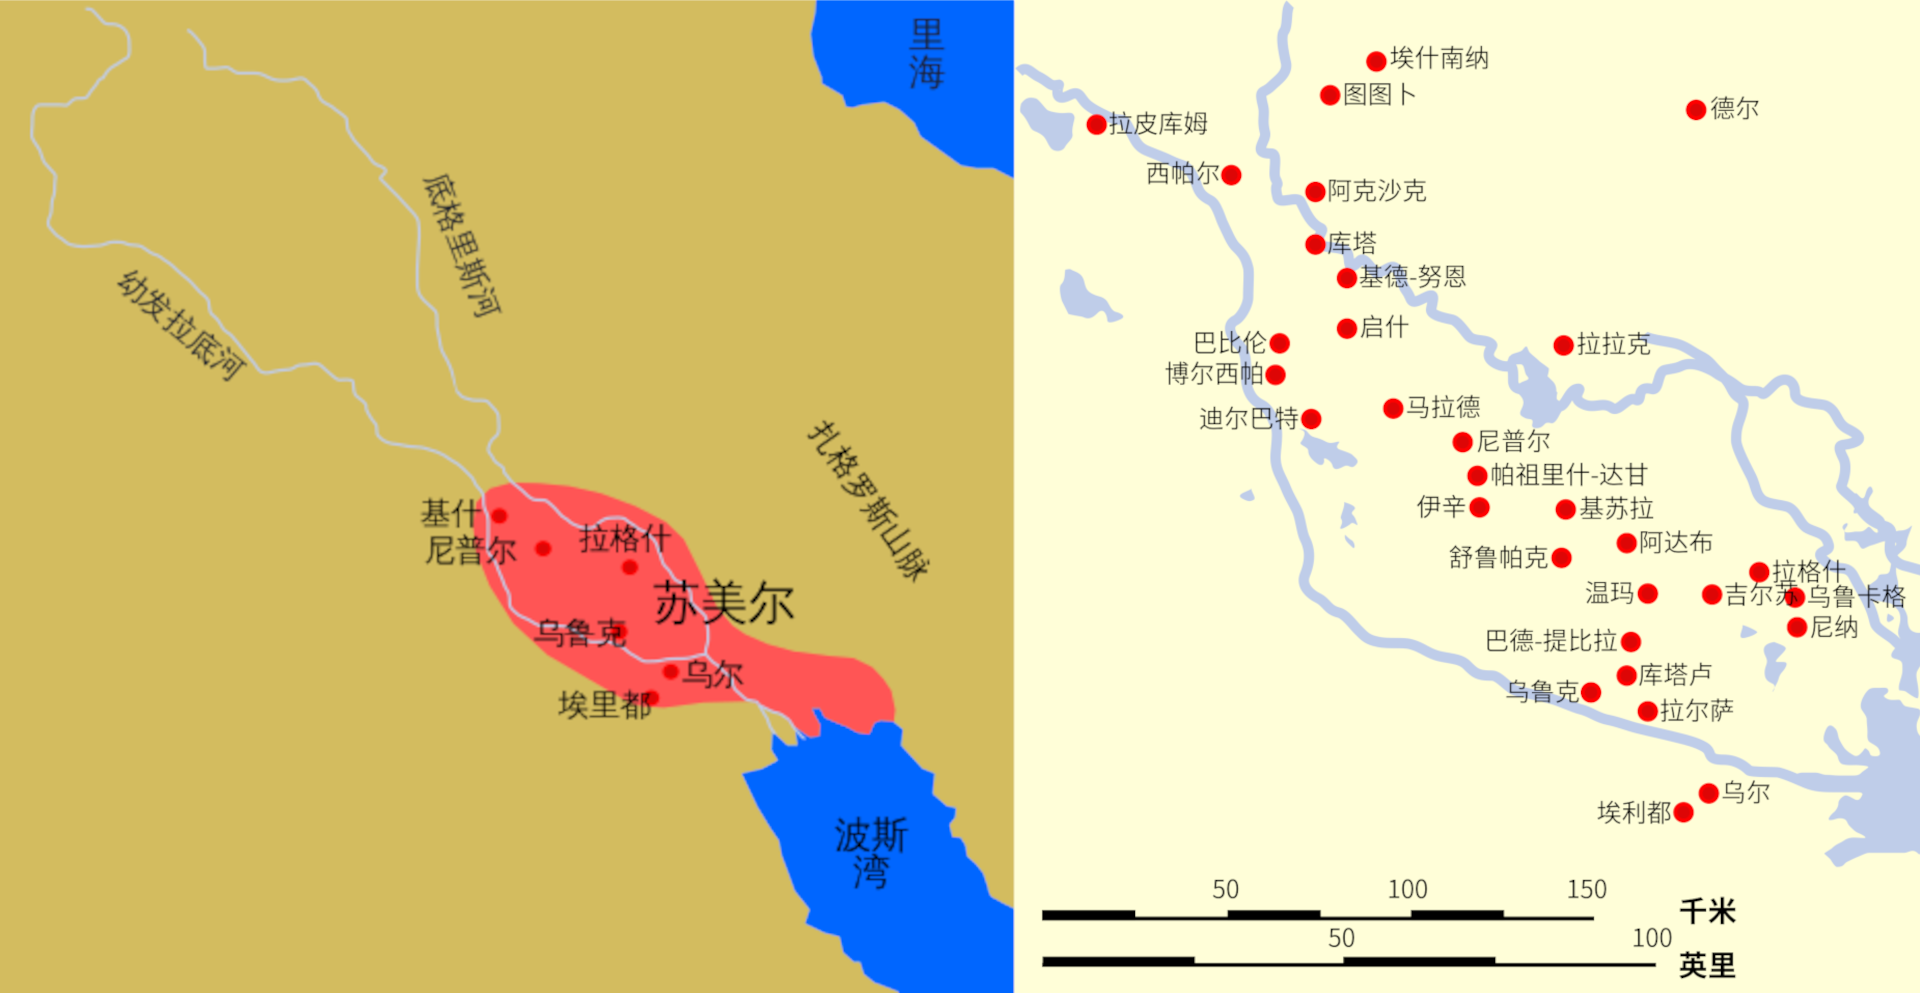 里
海
底格里斯河
幼发拉底河
扎格罗斯山脉
基什
尼普尔
拉格什
苏美尔
乌鲁克
乌尔
埃里都
波斯
湾
埃什南纳
图图卜
德尔
拉皮库姆
西帕尔
阿克沙克
库塔
基德-努恩
启什
巴比伦
拉拉克
博尔西帕
迪尔巴特
马拉德
尼普尔
帕祖里什-达甘
伊辛
基苏拉
阿达布
舒鲁帕克
拉格什
温玛
吉尔苏
乌鲁卡格
尼纳
巴德-提比拉
库塔卢
乌鲁克
拉尔萨
乌尔
埃利都
50 100 150
千米
50 100
英里